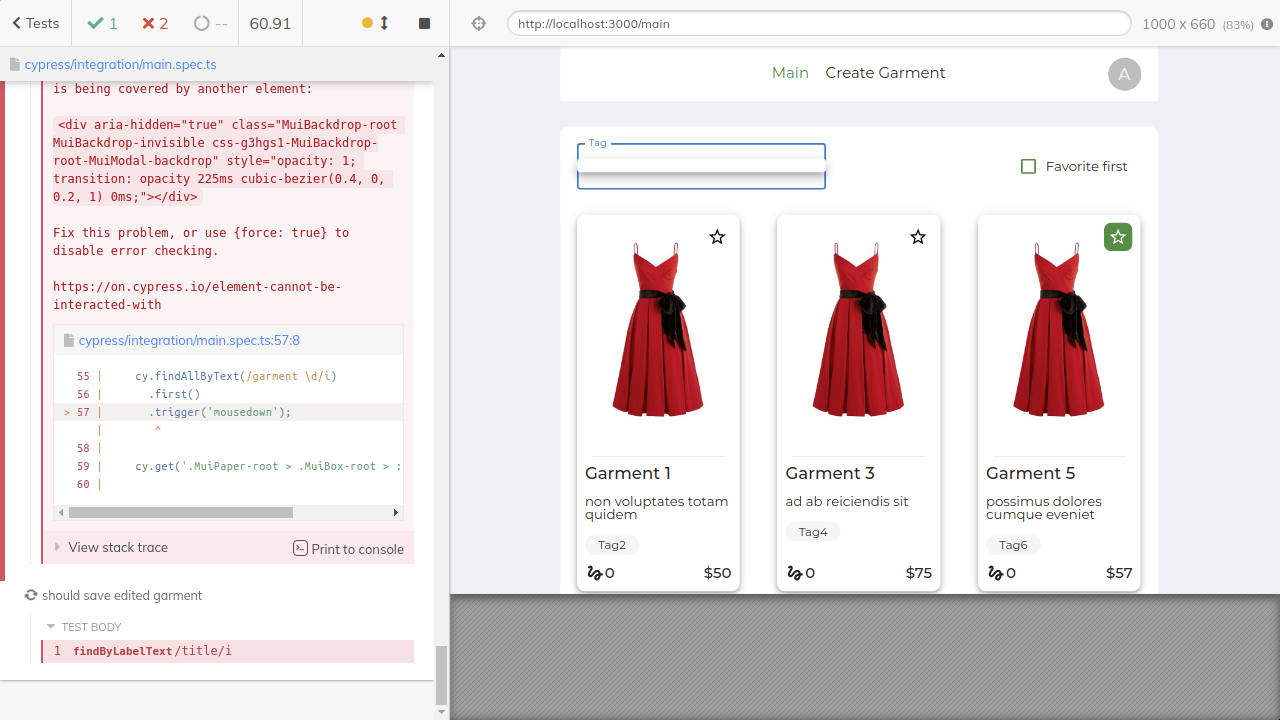 Tests
1
2
--
60.91
http://localhost:3000/main
1000 x 660 (83%)
cypress/integration/main.spec.ts
is being covered by another element:
<div aria-hidden="true" class="MuiBackdrop-root
MuiBackdrop-invisible css-g3hgs1-MuiBackdrop-
root-MuiModal-backdrop" style="opacity: 1;
transition: opacity 225ms cubic-bezier(0.4, 0,
0.2, 1) 0ms;"></div>
Fix this problem, or use {force: true} to
disable error checking.
https://on.cypress.io/element-cannot-be-
interacted-with
cypress/integration/main.spec.ts:57:8
55 | cy.findAllByText(/garment \d/i)
56 | .first()
> 57 | .trigger('mousedown');
| ^
58 |
59 | cy.get('.MuiPaper-root > .MuiBox-root > :
60 |
View stack trace
Print to console
should save edited garment
TEST BODY
1 findByLabelText /title/i
Main
Create Garment
A
Tag
Favorite first
Garment 1
non voluptates totam
quidem
Tag2
0
$50
Garment 3
ad ab reiciendis sit
Tag4
0
$75
Garment 5
possimus dolores
cumque eveniet
Tag6
0
$57